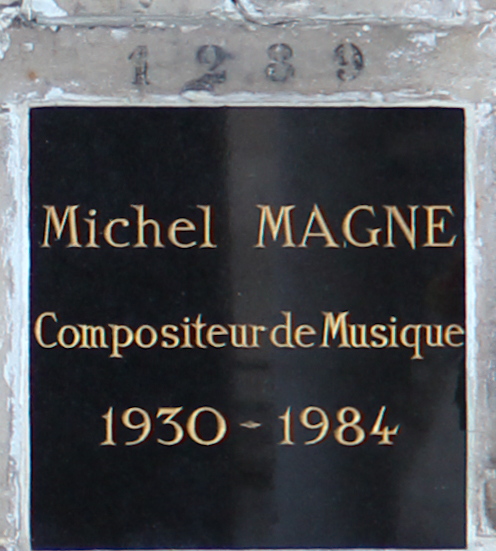 1289
Michel MAGNE
Compositeur de Musique
1930 - 1984